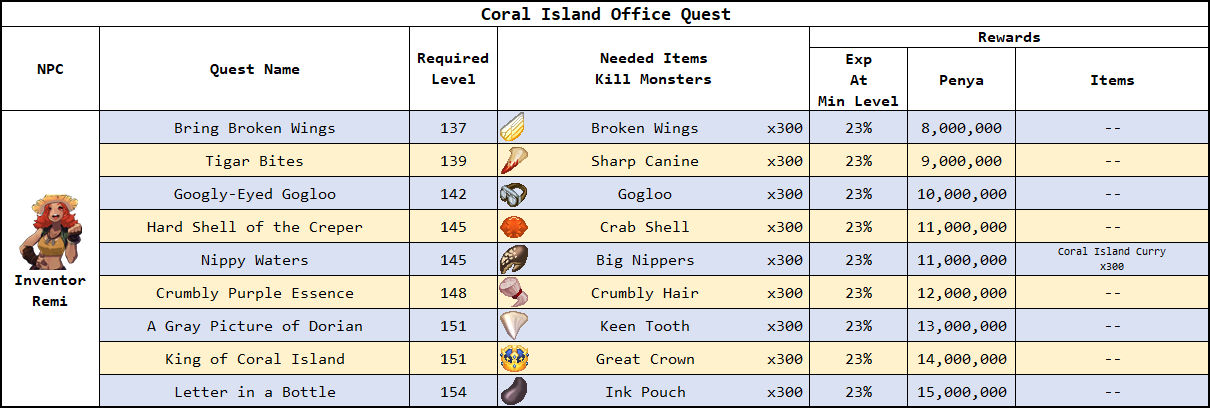 Coral Island Office Quest
NPC Quest Name Required Level Needed Items Kill Monsters Rewards
Exp At Min Level Penya Items
Inventor Remi
Bring Broken Wings 137 Broken Wings x300 23% 8,000,000 --
Tigar Bites 139 Sharp Canine x300 23% 9,000,000 --
Googly-Eyed Gogloo 142 Gogloo x300 23% 10,000,000 --
Hard Shell of the Creper 145 Crab Shell x300 23% 11,000,000 --
Nippy Waters 145 Big Nippers x300 23% 11,000,000 Coral Island Curry x300
Crumbly Purple Essence 148 Crumbly Hair x300 23% 12,000,000 --
A Gray Picture of Dorian 151 Keen Tooth x300 23% 13,000,000 --
King of Coral Island 151 Great Crown x300 23% 14,000,000 --
Letter in a Bottle 154 Ink Pouch x300 23% 15,000,000 --